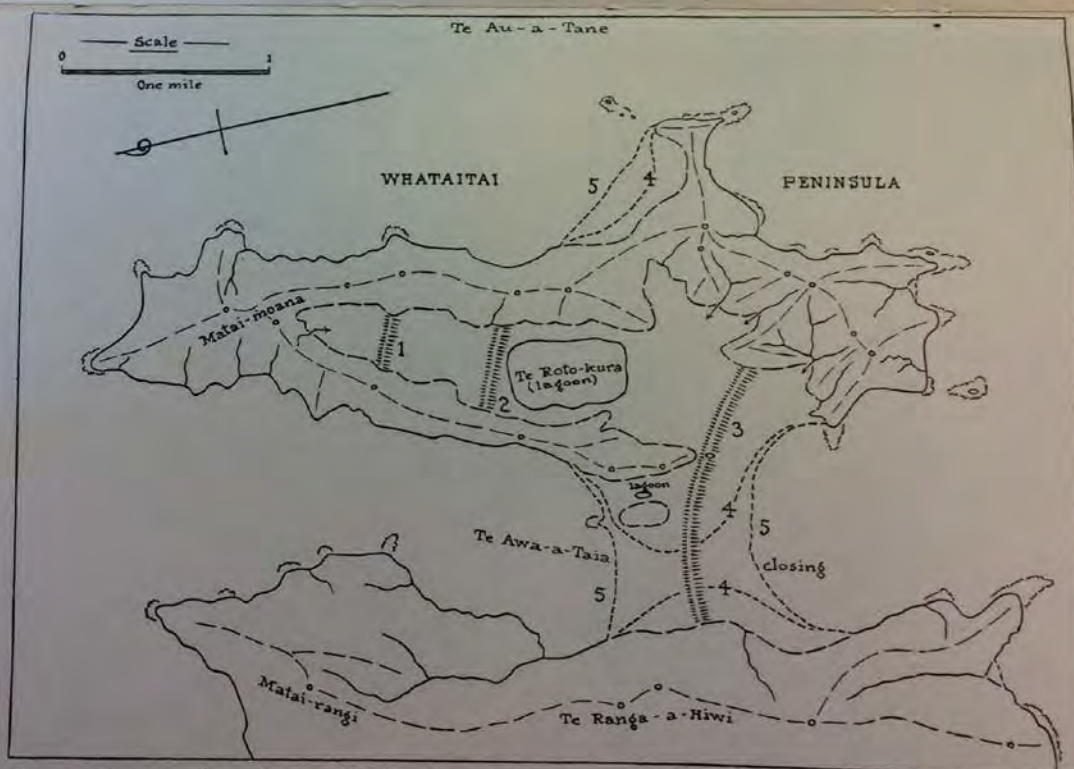 Te Au-a-Tane
Scale
0 1
One mile
WHATAITAI PENINSULA
5 4
Matai-moana
1
2
Te Roto-kura
(lagoon)
3
lagoon
4
Te Awa-a-Taia
5
closing
5
4
Matai-rangi
Te Ranga-a-Hiwi